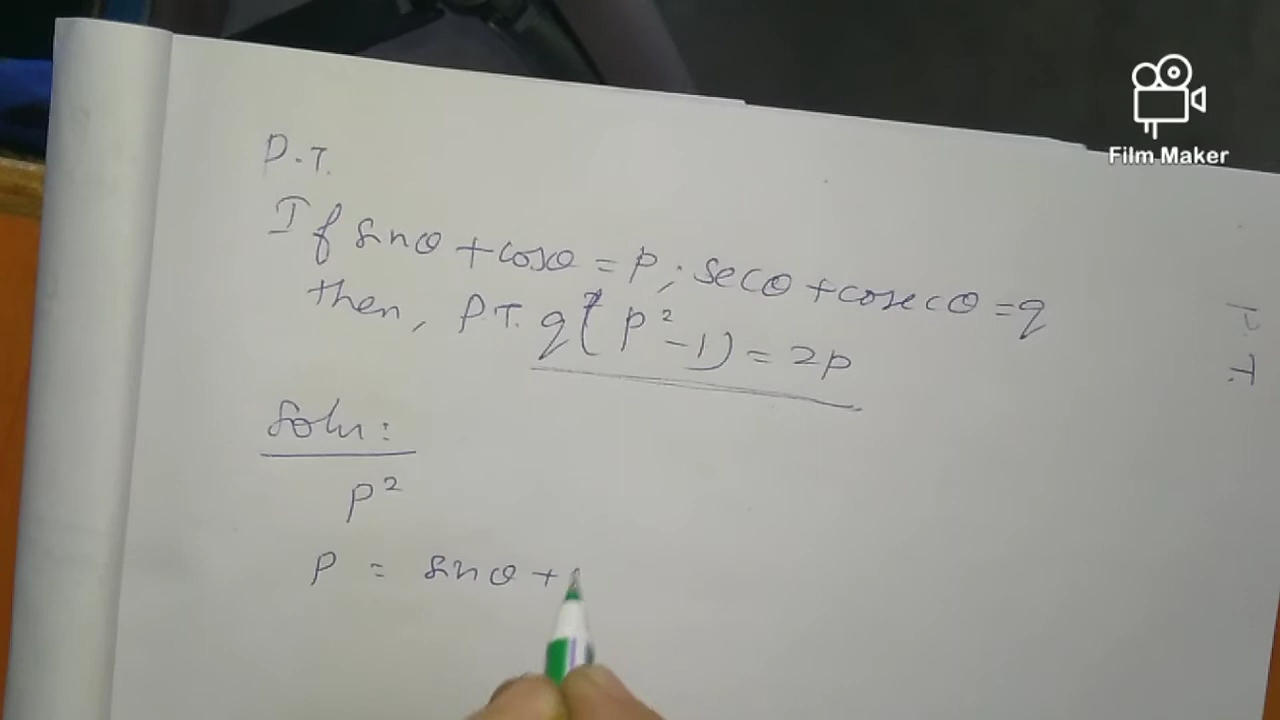 P.T.
If sinθ + cosθ = p; secθ + cosecθ = q
then, P.T. q(p²-1) = 2p
Soln:
p²
p = sinθ +
Film Maker